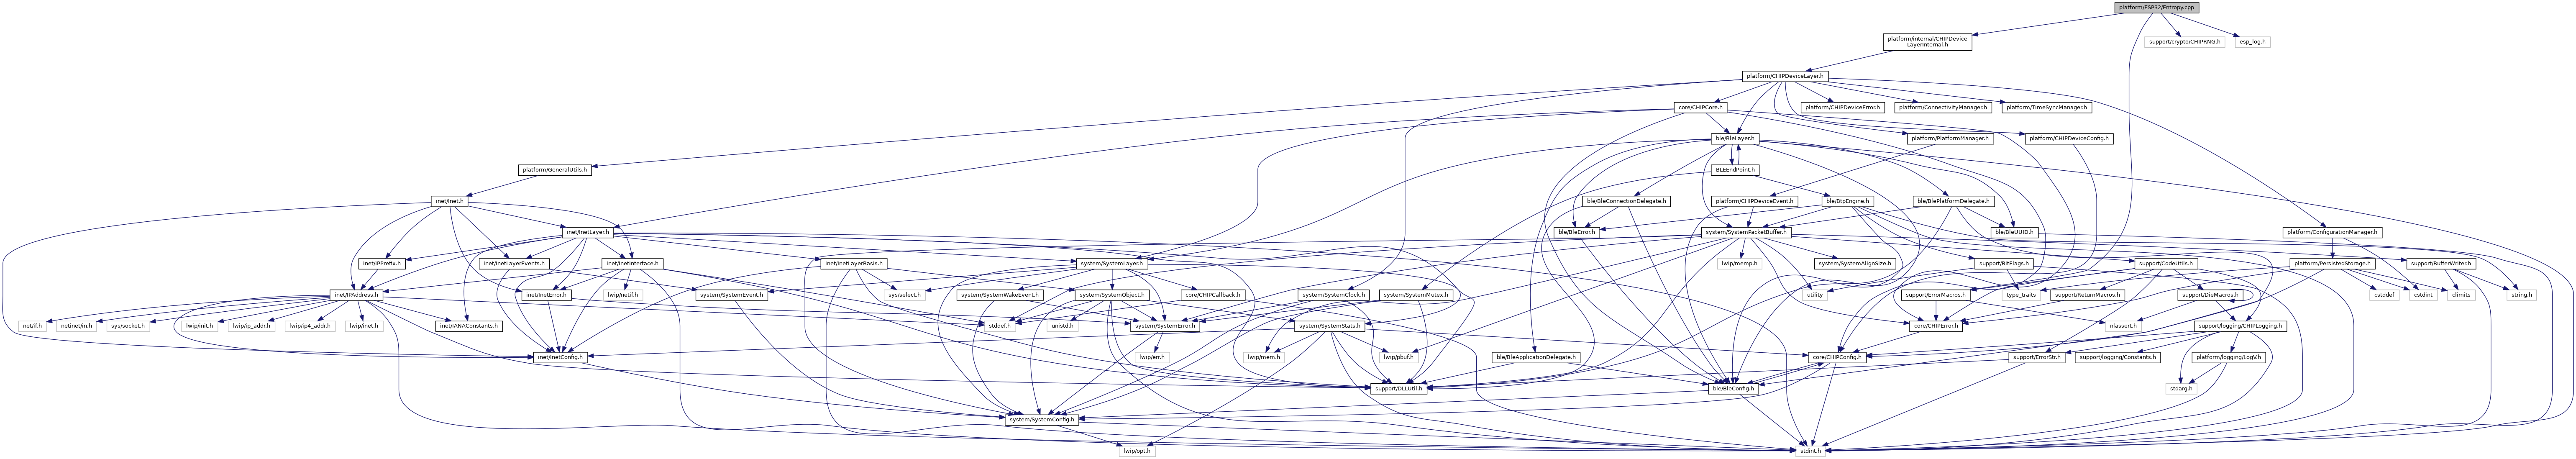 platform/ESP32/Entropy.cpp
platform/internal/CHIPDevice
LayerInternal.h
support/crypto/CHIPRNG.h
esp_log.h
platform/CHIPDeviceLayer.h
core/CHIPCore.h
platform/CHIPDeviceError.h
platform/ConnectivityManager.h
platform/TimeSyncManager.h
ble/BleLayer.h
platform/PlatformManager.h
platform/CHIPDeviceConfig.h
platform/GeneralUtils.h
BLEEndPoint.h
inet/Inet.h
ble/BleConnectionDelegate.h
platform/CHIPDeviceEvent.h
ble/BtpEngine.h
ble/BlePlatformDelegate.h
inet/InetLayer.h
ble/BleError.h
system/SystemPacketBuffer.h
ble/BleUUID.h
platform/ConfigurationManager.h
inet/IPPrefix.h
inet/InetLayerEvents.h
inet/InetInterface.h
inet/InetLayerBasis.h
system/SystemLayer.h
lwip/memp.h
system/SystemAlignSize.h
support/BitFlags.h
support/CodeUtils.h
platform/PersistedStorage.h
support/BufferWriter.h
inet/IPAddress.h
inet/InetError.h
lwip/netif.h
system/SystemEvent.h
sys/select.h
system/SystemWakeEvent.h
system/SystemObject.h
core/CHIPCallback.h
system/SystemClock.h
system/SystemMutex.h
utility
support/ErrorMacros.h
type_traits
support/ReturnMacros.h
support/DieMacros.h
cstddef
cstdint
climits
string.h
net/if.h
netinet/in.h
sys/socket.h
lwip/init.h
lwip/ip_addr.h
lwip/ip4_addr.h
lwip/inet.h
inet/IANAConstants.h
stddef.h
unistd.h
system/SystemError.h
system/SystemStats.h
core/CHIPError.h
nlassert.h
support/logging/CHIPLogging.h
inet/InetConfig.h
lwip/err.h
lwip/mem.h
lwip/pbuf.h
ble/BleApplicationDelegate.h
core/CHIPConfig.h
support/ErrorStr.h
support/logging/Constants.h
platform/logging/LogV.h
support/DLLUtil.h
ble/BleConfig.h
stdarg.h
system/SystemConfig.h
lwip/opt.h
stdint.h